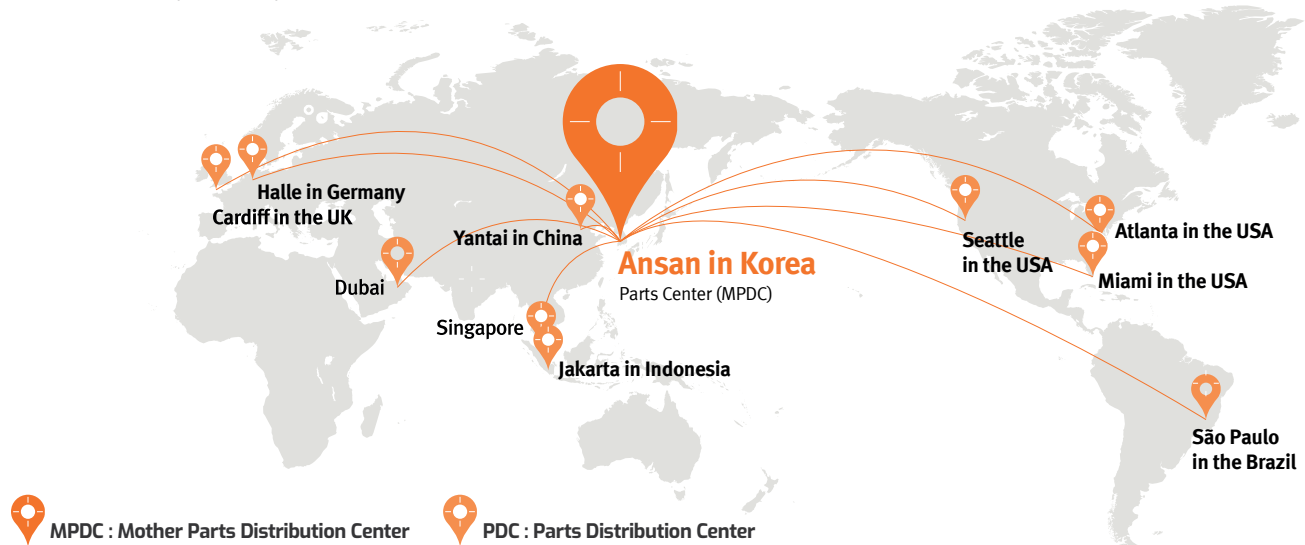 Halle in Germany
Cardiff in the UK
Yantai in China
Dubai
Ansan in Korea
Parts Center (MPDC)
Singapore
Jakarta in Indonesia
Seattle
in the USA
Atlanta in the USA
Miami in the USA
São Paulo
in the Brazil
MPDC : Mother Parts Distribution Center
PDC : Parts Distribution Center